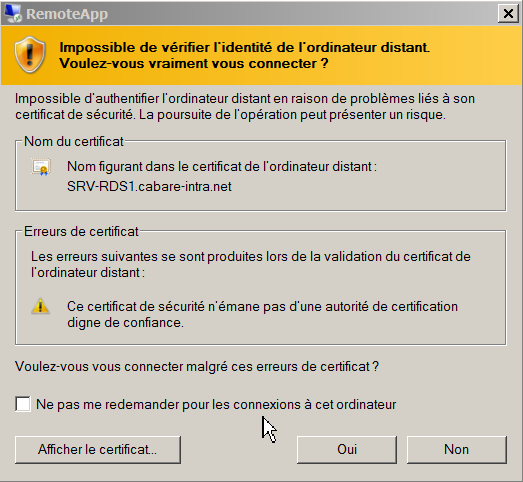 RemoteApp
Impossible de vérifier l'identité de l'ordinateur distant.
Voulez-vous vraiment vous connecter ?
Impossible d'authentifier l'ordinateur distant en raison de problèmes liés à son
certificat de sécurité. La poursuite de l'opération peut présenter un risque.
Nom du certificat
Nom figurant dans le certificat de l'ordinateur distant :
SRV-RDS1.cabare-intra.net
Erreurs de certificat
Les erreurs suivantes se sont produites lors de la validation du certificat de
l'ordinateur distant :
Ce certificat de sécurité n'émane pas d'une autorité de certification
digne de confiance.
Voulez-vous vous connecter malgré ces erreurs de certificat ?
Ne pas me redemander pour les connexions à cet ordinateur
Afficher le certificat...
Oui
Non